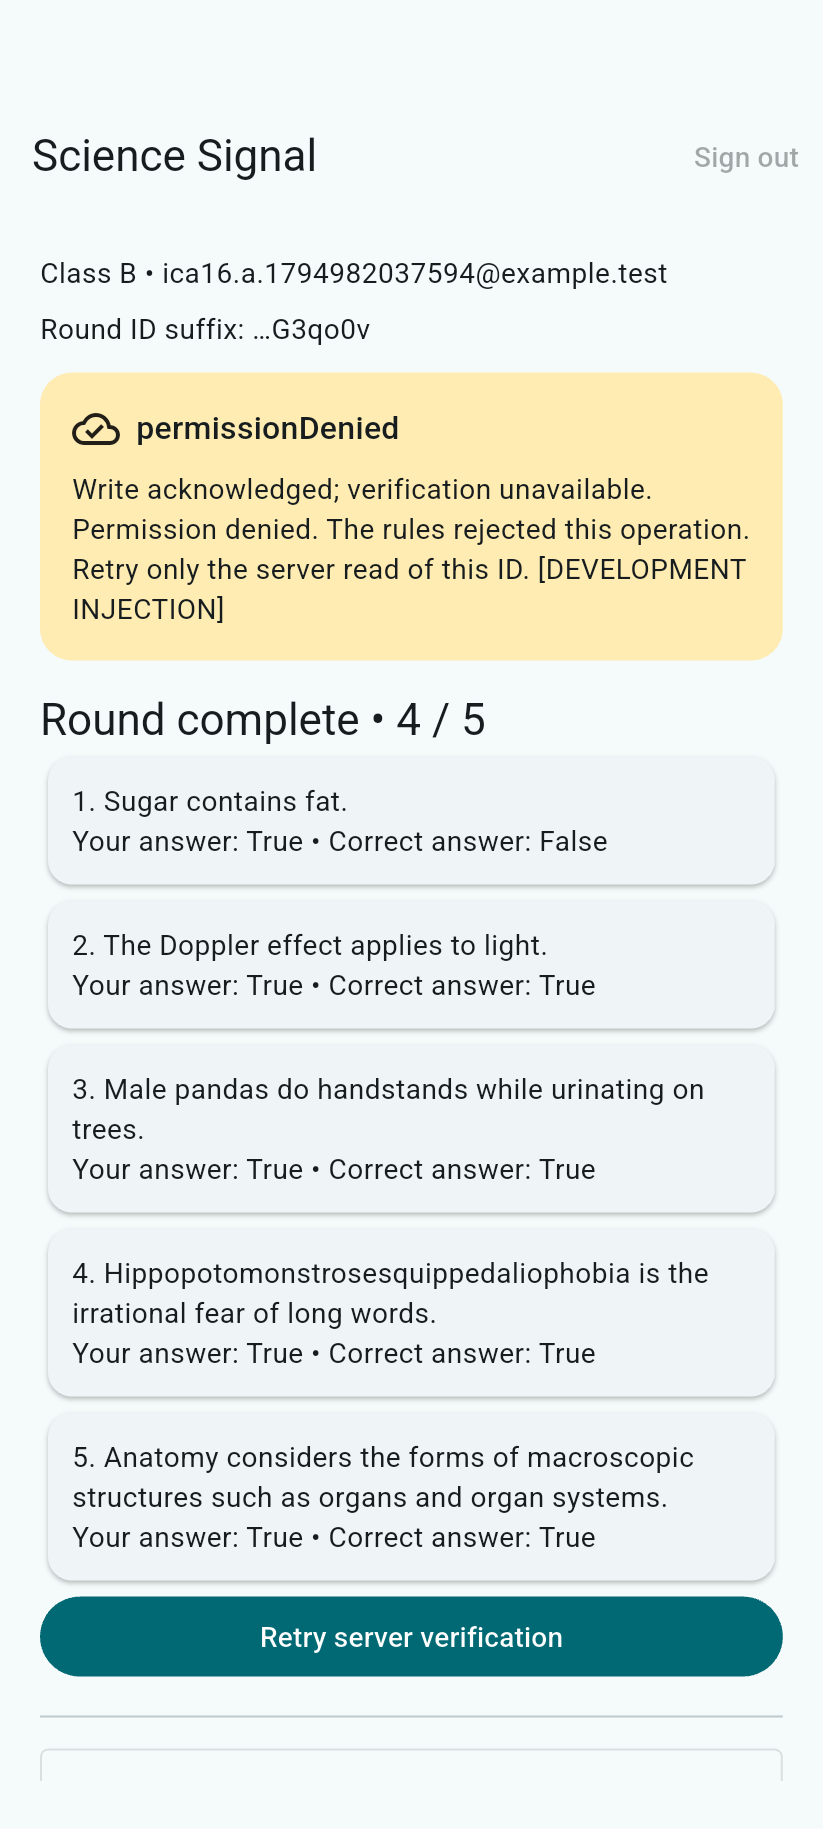 Science Signal
Sign out
Class B • ica16.a.1794982037594@example.test
Round ID suffix: …G3qo0v
permissionDenied
Write acknowledged; verification unavailable.
Permission denied. The rules rejected this operation.
Retry only the server read of this ID. [DEVELOPMENT
INJECTION]
Round complete • 4 / 5
1. Sugar contains fat.
Your answer: True • Correct answer: False
2. The Doppler effect applies to light.
Your answer: True • Correct answer: True
3. Male pandas do handstands while urinating on
trees.
Your answer: True • Correct answer: True
4. Hippopotomonstrosesquippedaliophobia is the
irrational fear of long words.
Your answer: True • Correct answer: True
5. Anatomy considers the forms of macroscopic
structures such as organs and organ systems.
Your answer: True • Correct answer: True
Retry server verification